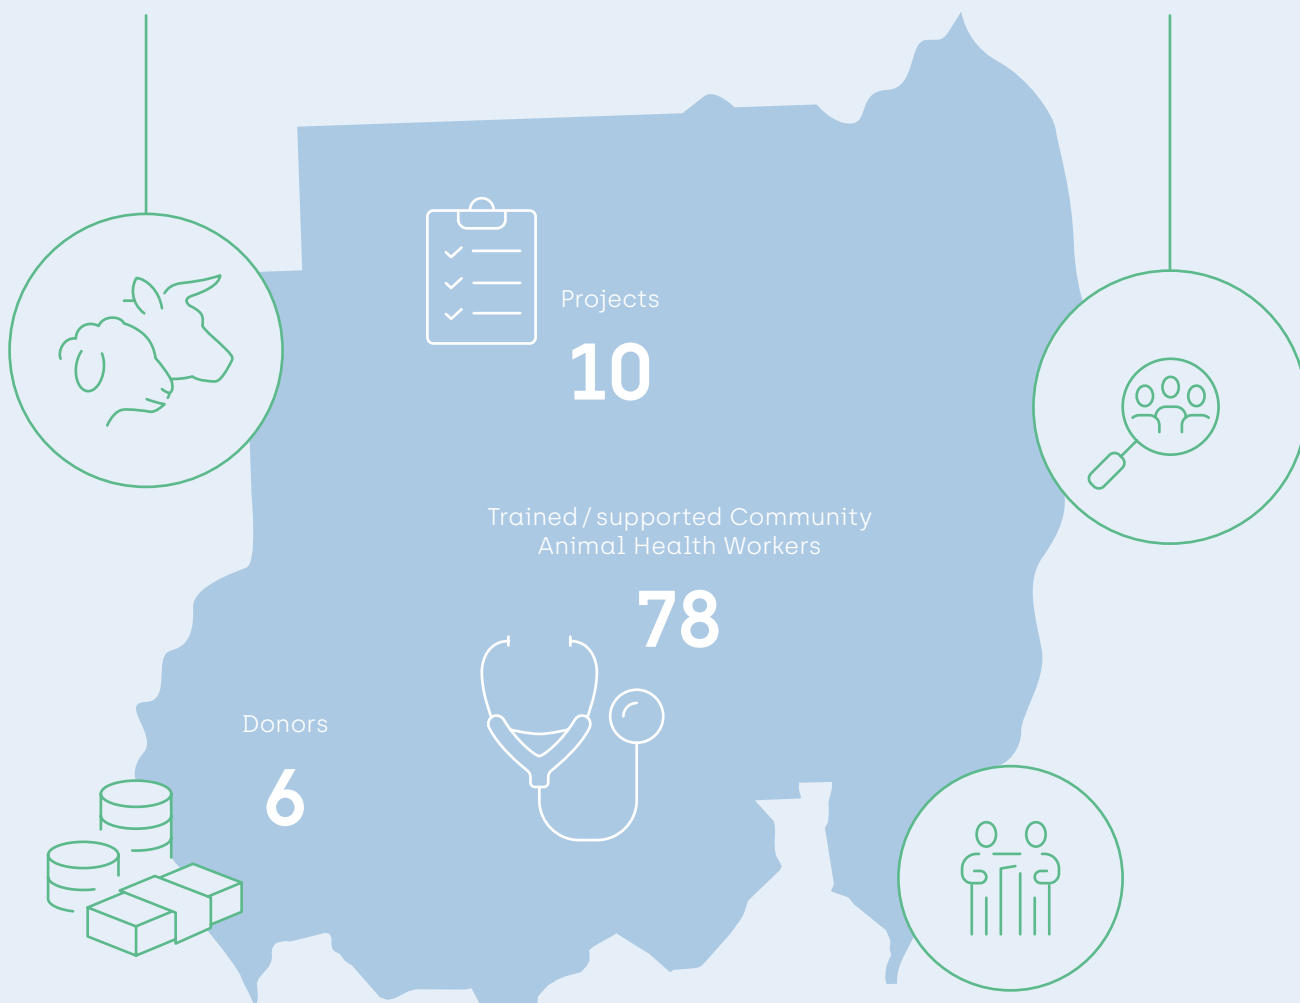 Projects
10
Trained/supported Community
Animal Health Workers
78
Donors
6